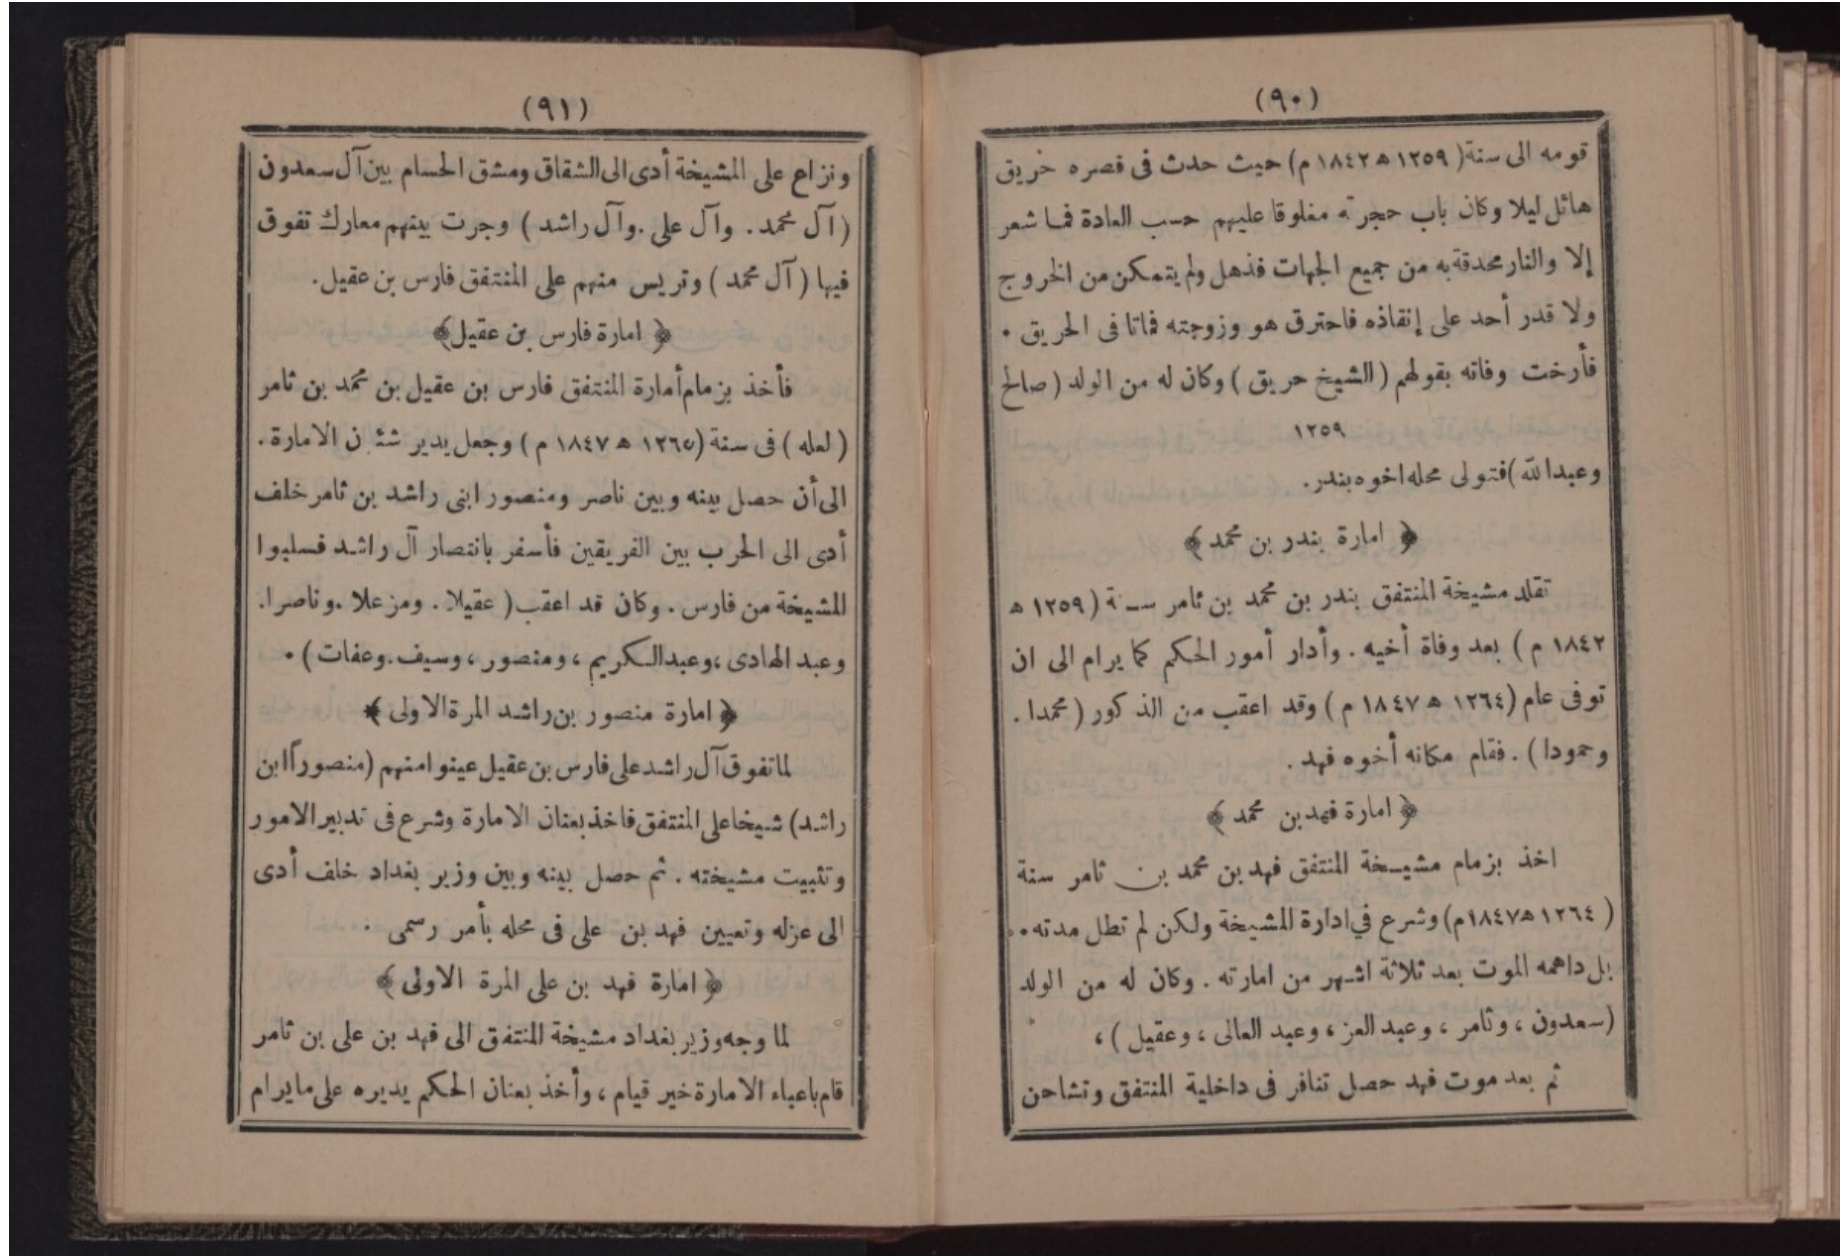 (٩٠)
قومه الى سنة (١٢٥٩ ه ١٨٤٢ م) حيث حدث فى قصره حريق
هائل ليلا وكان باب حجرته مغلوقا عليهم حسب العادة فما شعر
إلا والنار محدقة به من جميع الجهات فذهل ولم يتمكن من الخروج
ولا قدر أحد على إنقاذه فاحترق هو وزوجته فماتا فى الحريق .
فأرخت وفاته بقولهم (الشيخ حريق) وكان له من الولد (صالح
١٢٥٩
وعبدالله) فتولى محله اخوه بندر.
﴿ امارة بندر بن محمد ﴾
تقلد مشيخة المنتفق بندر بن محمد بن ثامر سنة (١٢٥٩ ه
١٨٤٢ م) بعد وفاة أخيه . وأدار أمور الحكم كما يرام الى ان
توفى عام (١٢٦٤ ه ١٨٤٧ م) وقد اعقب من الذكور (محمدا .
وحمودا) . فقام مكانه أخوه فهد .
﴿ امارة فهد بن محمد ﴾
اخذ بزمام مشيخة المنتفق فهد بن محمد بن ثامر سنة
(١٢٦٤ ه ١٨٤٧م) وشرع في ادارة المشيخة ولكن لم تطل مدته ..
بل داهمه الموت بعد ثلاثة اشهر من امارته . وكان له من الولد
(سعدون ، وثامر ، وعبد العز ، وعبد العالى ، وعقيل) ،
ثم بعد موت فهد حصل تنافر فى داخلية المنتفق وتشاحن
(٩١)
ونزاع على المشيخة أدى الى الشقاق ومشق الحسام بين آل سعدون
(آل محمد . وآل على . وآل راشد) وجرت بينهم معارك تفوق
فيها (آل محمد) وتريس منهم على المنتفق فارس بن عقيل.
﴿ امارة فارس بن عقيل﴾
فأخذ بزمام أمارة المنتفق فارس بن عقيل بن محمد بن ثامر
(لعله) فى سنة (١٢٦٥ ه ١٨٤٧ م) وجعل يدير شئون الامارة .
الى أن حصل بينه وبين ناصر ومنصور ابنى راشد بن ثامر خلف
أدى الى الحرب بين الفريقين فأسفر بانتصار آل راشد فسلبوا
المشيخة من فارس . وكان قد اعقب (عقيلا . ومزعلا . وناصرا.
وعبد الهادى ،وعبدالكريم ، ومنصور ، وسيف. وعفات) .
﴿ امارة منصور بن راشد المرة الاولى ﴾
لما تفوق آل راشد على فارس بن عقيل عينوا منهم (منصوراً ابن
راشد) شيخا على المنتفق فاخذ بعنان الامارة وشرع فى تدبير الامور
وتثبيت مشيخته . ثم حصل بينه وبين وزير بغداد خلف أدى
الى عزله وتعيين فهد بن على فى محله بأمر رسمى .
﴿ امارة فهد بن على المرة الاولى ﴾
لما وجه وزير بغداد مشيخة المنتفق الى فهد بن على بن ثامر
قام باعباء الامارة خير قيام ، وأخذ بعنان الحكم يديره على ما يرام